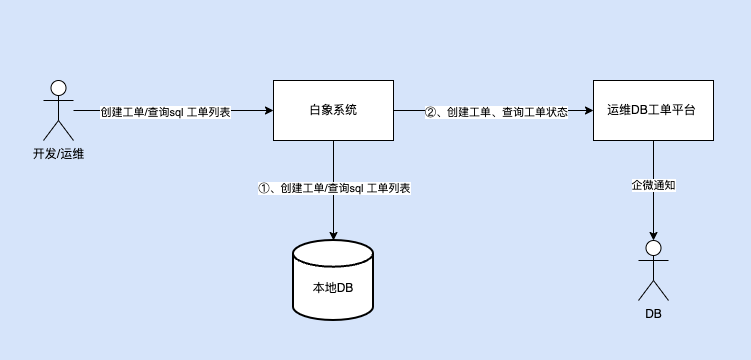 创建工单/查询sql 工单列表
白象系统
②、创建工单、查询工单状态
运维DB工单平台
开发/运维
①、创建工单/查询sql 工单列表
企微通知
本地DB
DB